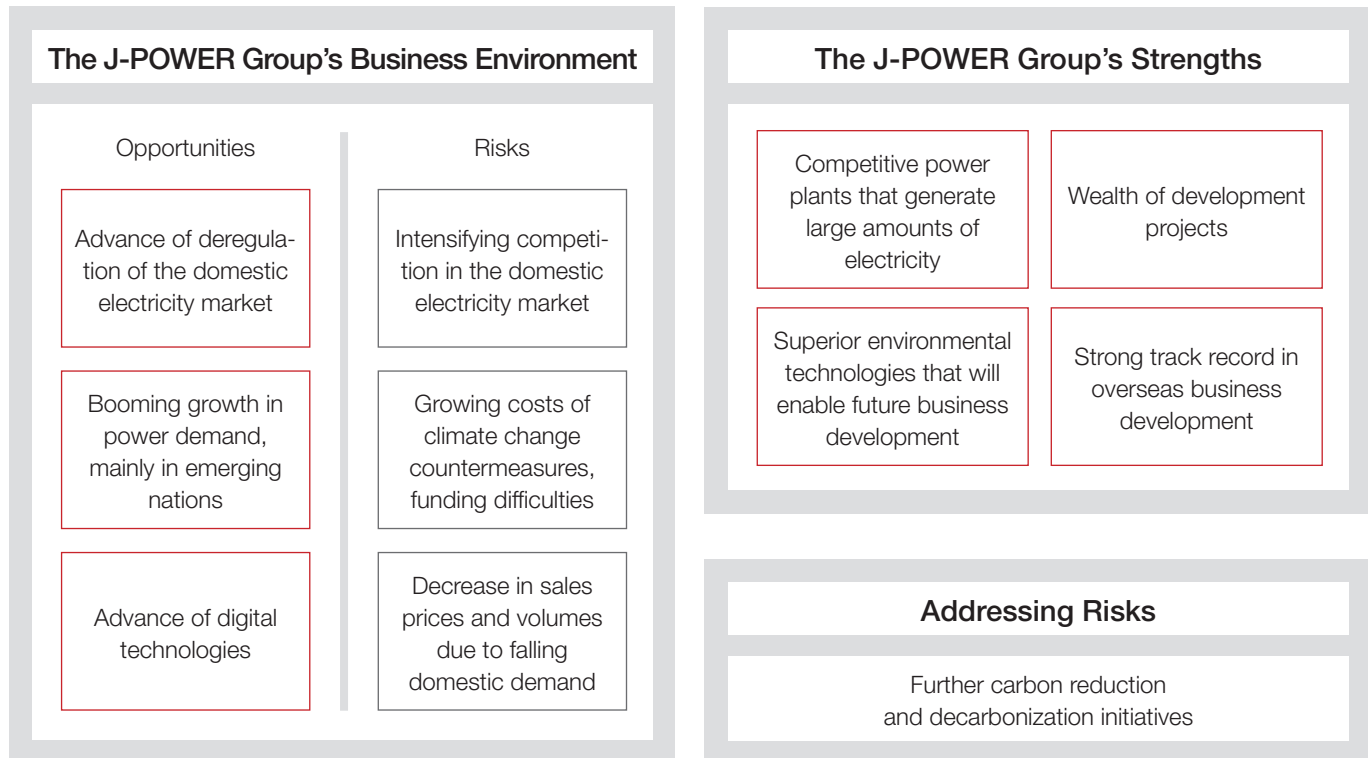 The J-POWER Group’s Business Environment
Opportunities
Advance of deregula-
tion of the domestic
electricity market
Booming growth in
power demand,
mainly in emerging
nations
Advance of digital
technologies
Risks
Intensifying competi-
tion in the domestic
electricity market
Growing costs of
climate change
countermeasures,
funding difficulties
Decrease in sales
prices and volumes
due to falling
domestic demand
The J-POWER Group’s Strengths
Competitive power
plants that generate
large amounts of
electricity
Wealth of development
projects
Superior environmental
technologies that will
enable future business
development
Strong track record in
overseas business
development
Addressing Risks
Further carbon reduction
and decarbonization initiatives